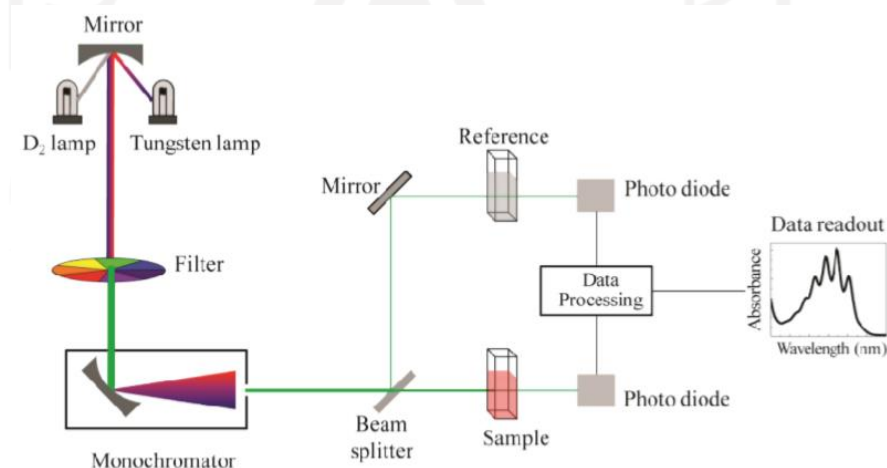 Mirror
D₂ lamp
Tungsten lamp
Filter
Monochromator
Mirror
Reference
Photo diode
Data
Processing
Beam
splitter
Sample
Photo diode
Data readout
Absorbance
Wavelength (nm)